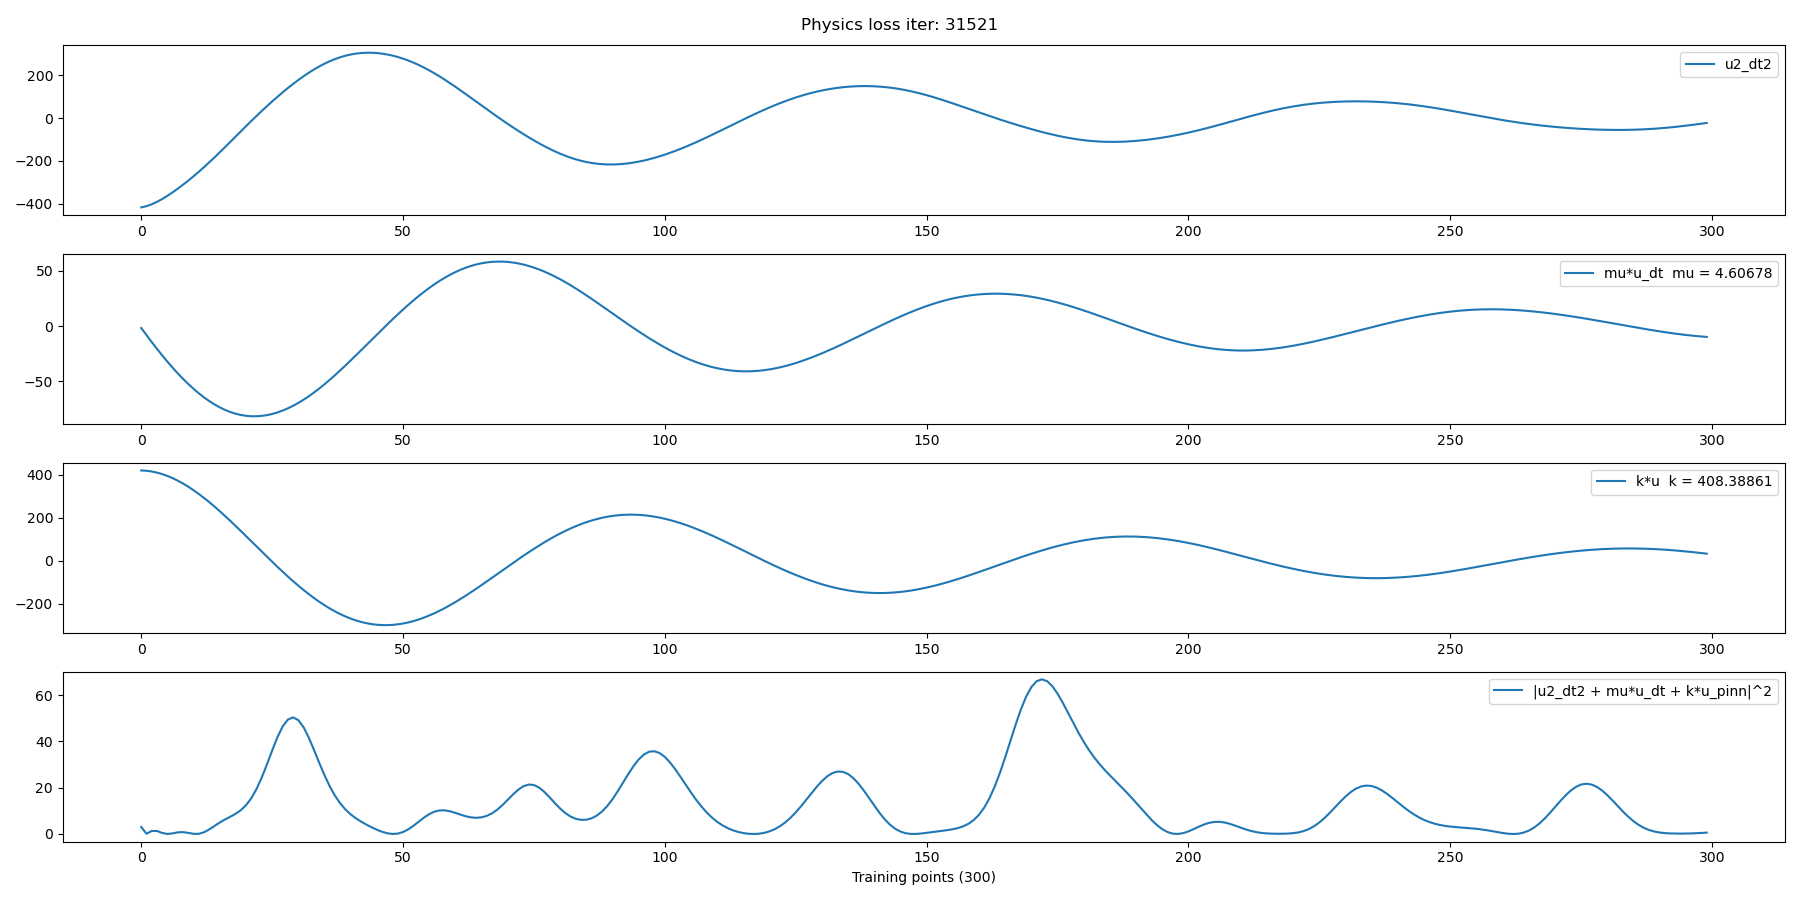 Physics loss iter: 31521
u2_dt2
200
0
−200
−400
0 50 100 150 200 250 300
mu*u_dt  mu = 4.60678
50
0
−50
0 50 100 150 200 250 300
k*u  k = 408.38861
400
200
0
−200
0 50 100 150 200 250 300
|u2_dt2 + mu*u_dt + k*u_pinn|^2
60
40
20
0
0 50 100 150 200 250 300
Training points (300)